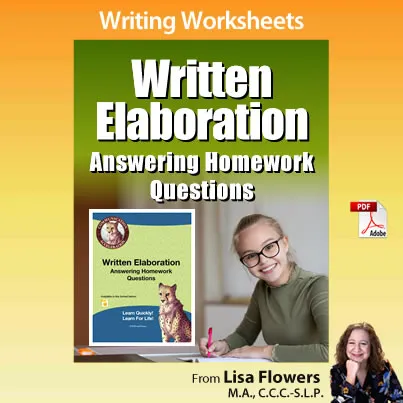 Writing Worksheets
Written
Elaboration
Answering Homework
Questions
Written Elaboration
Answering Homework
Questions
Learn Quickly!
Learn For Life!
PDF
Adobe
From Lisa Flowers
M.A., C.C.C.-S.L.P.